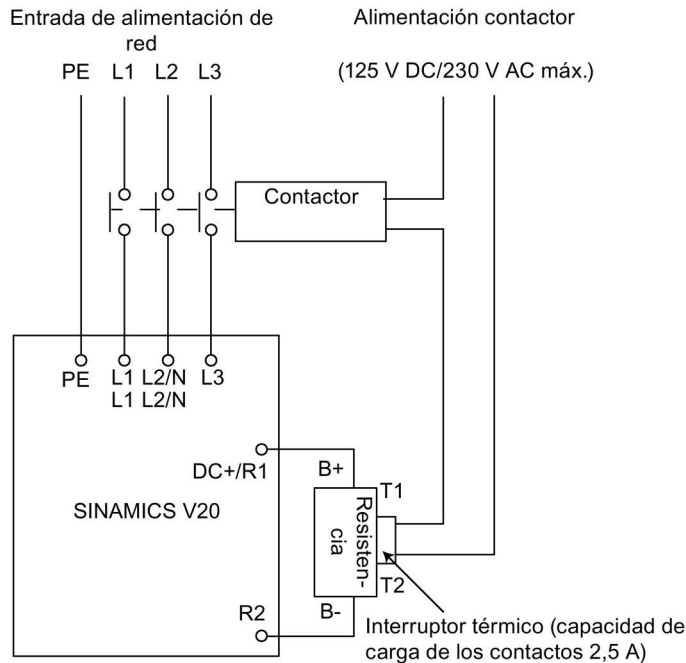 Entrada de alimentación de
red
Alimentación contactor
(125 V DC/230 V AC máx.)
PE L1 L2 L3
Contactor
PE L1 L2/N L3
L1 L2/N
DC+/R1
B+
T1
SINAMICS V20
Resisten-
cia
T2
R2
B-
Interruptor térmico (capacidad de
carga de los contactos 2,5 A)